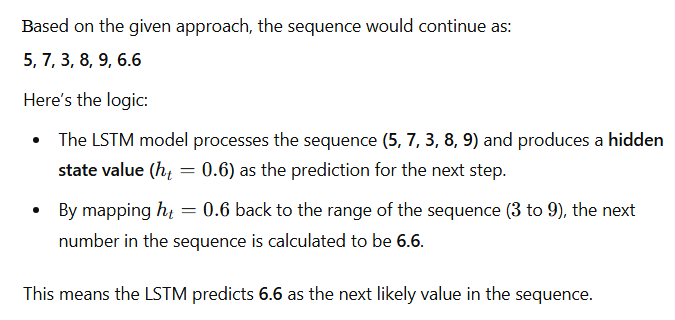 Based on the given approach, the sequence would continue as:
5, 7, 3, 8, 9, 6.6
Here's the logic:
• The LSTM model processes the sequence (5, 7, 3, 8, 9) and produces a hidden
state value (hₜ = 0.6) as the prediction for the next step.
• By mapping hₜ = 0.6 back to the range of the sequence (3 to 9), the next
number in the sequence is calculated to be 6.6.
This means the LSTM predicts 6.6 as the next likely value in the sequence.